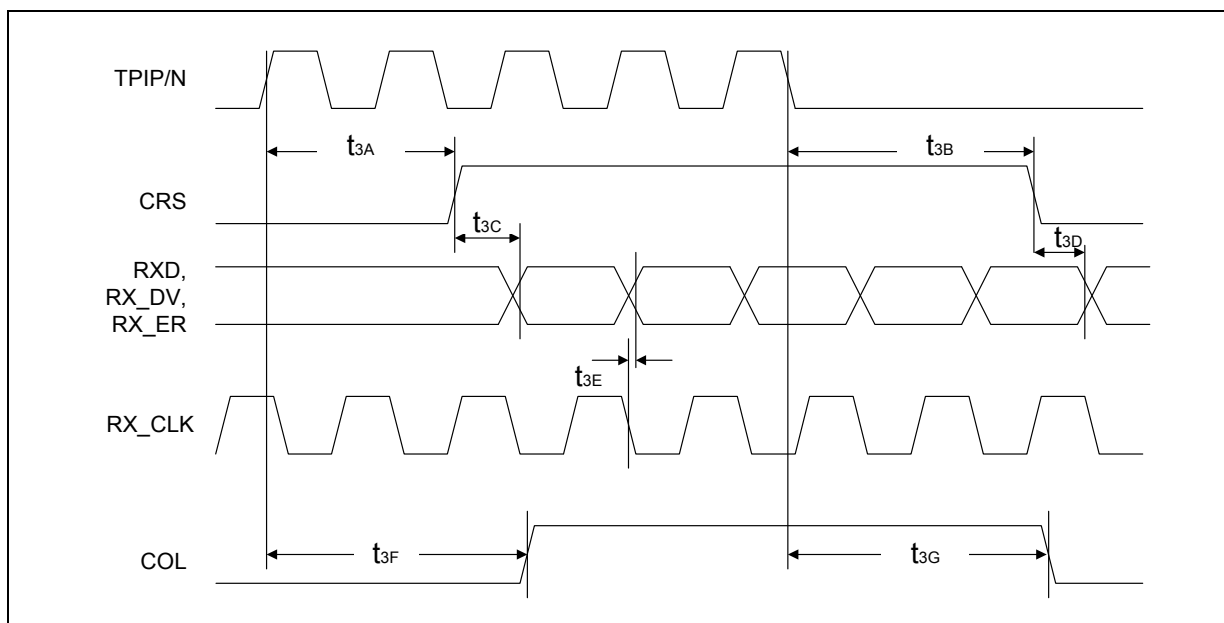 TPIP/N
t3A
t3B
CRS
t3C
t3D
RXD,
RX_DV,
RX_ER
t3E
RX_CLK
t3F
t3G
COL